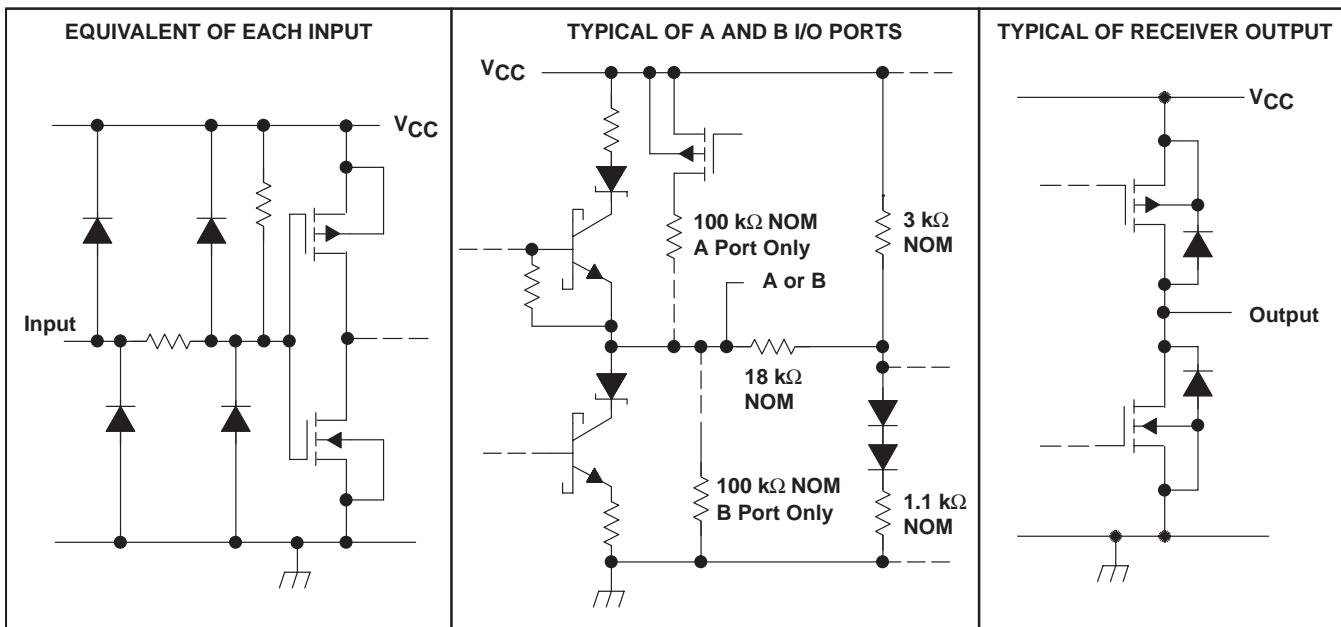 EQUIVALENT OF EACH INPUT
VCC
Input
TYPICAL OF A AND B I/O PORTS
VCC
100 kΩ NOM
A Port Only
3 kΩ
NOM
A or B
18 kΩ
NOM
100 kΩ NOM
B Port Only
1.1 kΩ
NOM
TYPICAL OF RECEIVER OUTPUT
VCC
Output